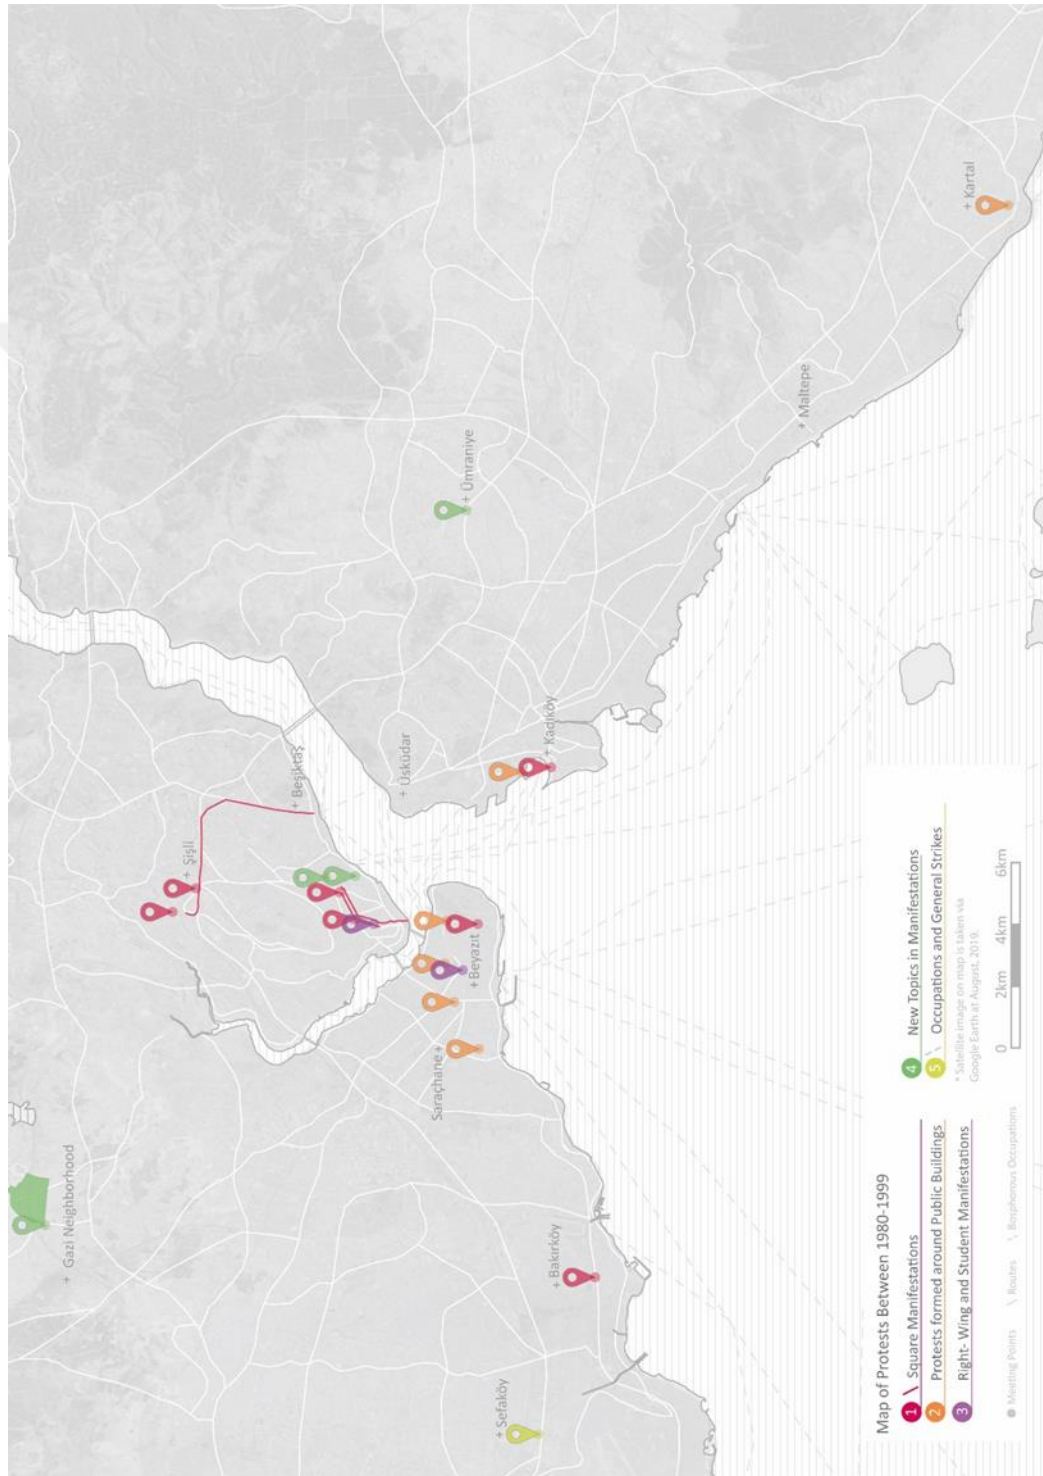 + Gazi Neighborhood
+ Şişli
+ Beşiktaş
+ Ümraniye
+ Üsküdar
+ Kadıköy
+ Beyazıt
Saraçhane +
+ Bakırköy
+ Sefaköy
+ Maltepe
+ Kartal
Map of Protests Between 1980-1999
1 Square Manifestations
2 Protests formed around Public Buildings
3 Right- Wing and Student Manifestations
Meeting Points
Routes
Bosphorous Occupations
4 New Topics in Manifestations
5 Occupations and General Strikes
* Satellite image on map is taken via
Google Earth at August, 2019.
0 2km 4km 6km